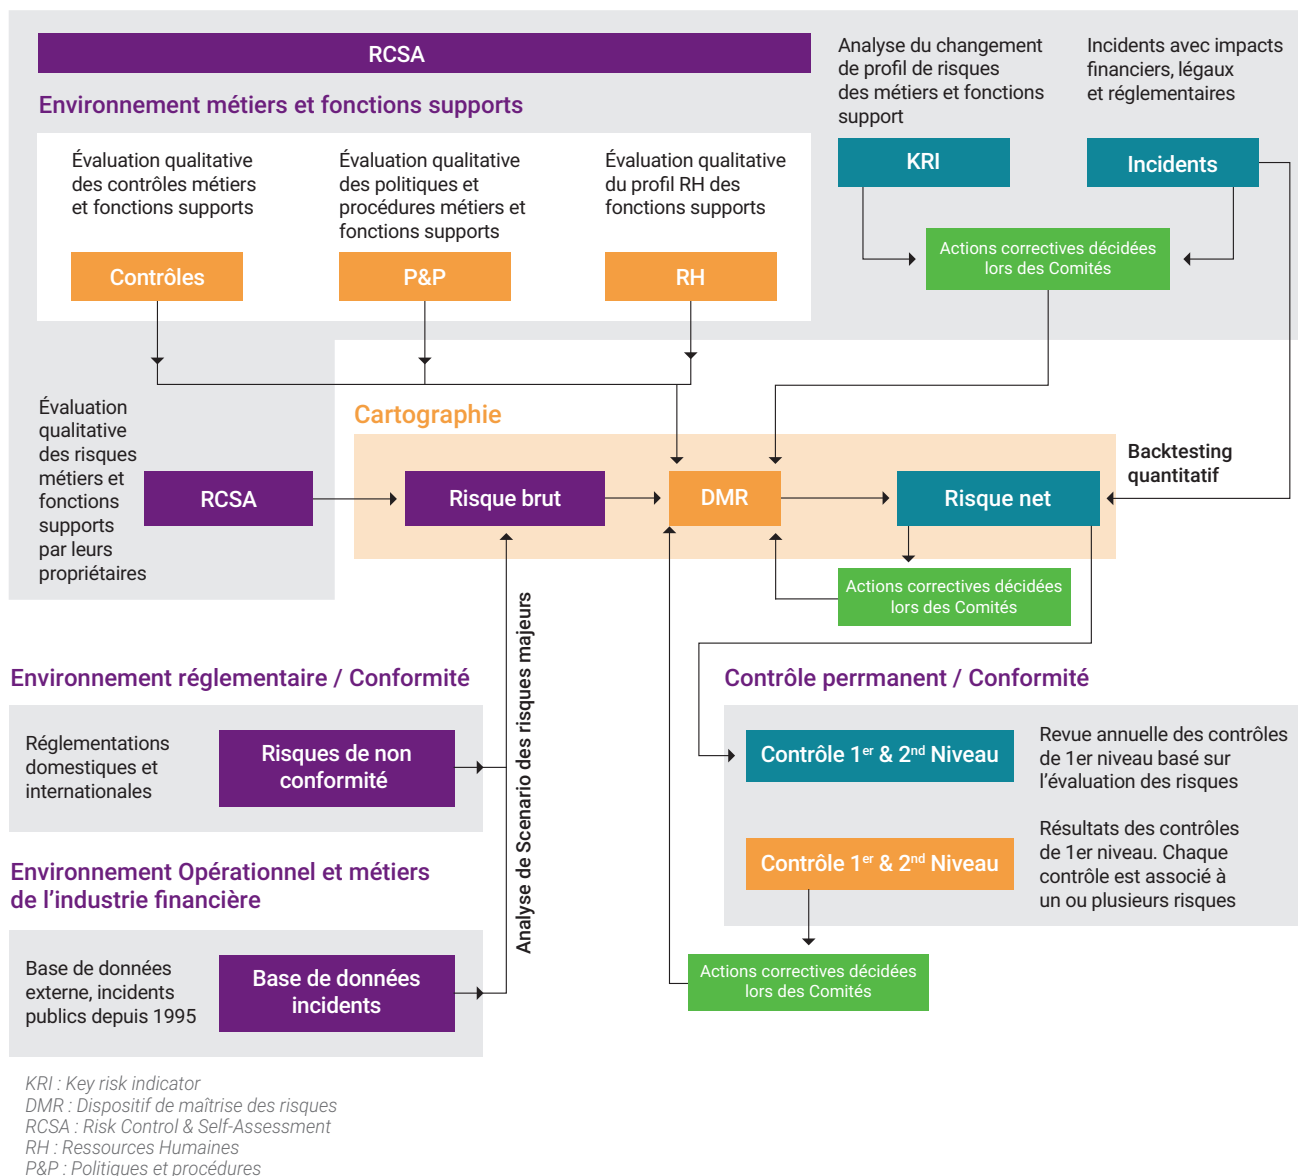 RCSA
Environnement métiers et fonctions supports
Évaluation qualitative
des contrôles métiers
et fonctions supports
Contrôles
Évaluation qualitative
des politiques et
procédures métiers et
fonctions supports
P&P
Évaluation qualitative
du profil RH des
fonctions supports
RH
Analyse du changement
de profil de risques
des métiers et fonctions
support
KRI
Incidents avec impacts
financiers, légaux
et réglementaires
Incidents
Actions correctives décidées
lors des Comités
Évaluation
qualitative
des risques
métiers et
fonctions
supports
par leurs
propriétaires
RCSA
Cartographie
Risque brut
DMR
Risque net
Backtesting
quantitatif
Actions correctives décidées
lors des Comités
Analyse de Scenario des risques majeurs
Environnement réglementaire / Conformité
Réglementations
domestiques et
internationales
Risques de non
conformité
Environnement Opérationnel et métiers
de l'industrie financière
Base de données
externe, incidents
publics depuis 1995
Base de données
incidents
Contrôle perrmanent / Conformité
Contrôle 1er & 2nd Niveau
Revue annuelle des contrôles
de 1er niveau basé sur
l'évaluation des risques
Contrôle 1er & 2nd Niveau
Résultats des contrôles
de 1er niveau. Chaque
contrôle est associé à
un ou plusieurs risques
Actions correctives décidées
lors des Comités
KRI : Key risk indicator
DMR : Dispositif de maîtrise des risques
RCSA : Risk Control & Self-Assessment
RH : Ressources Humaines
P&P : Politiques et procédures